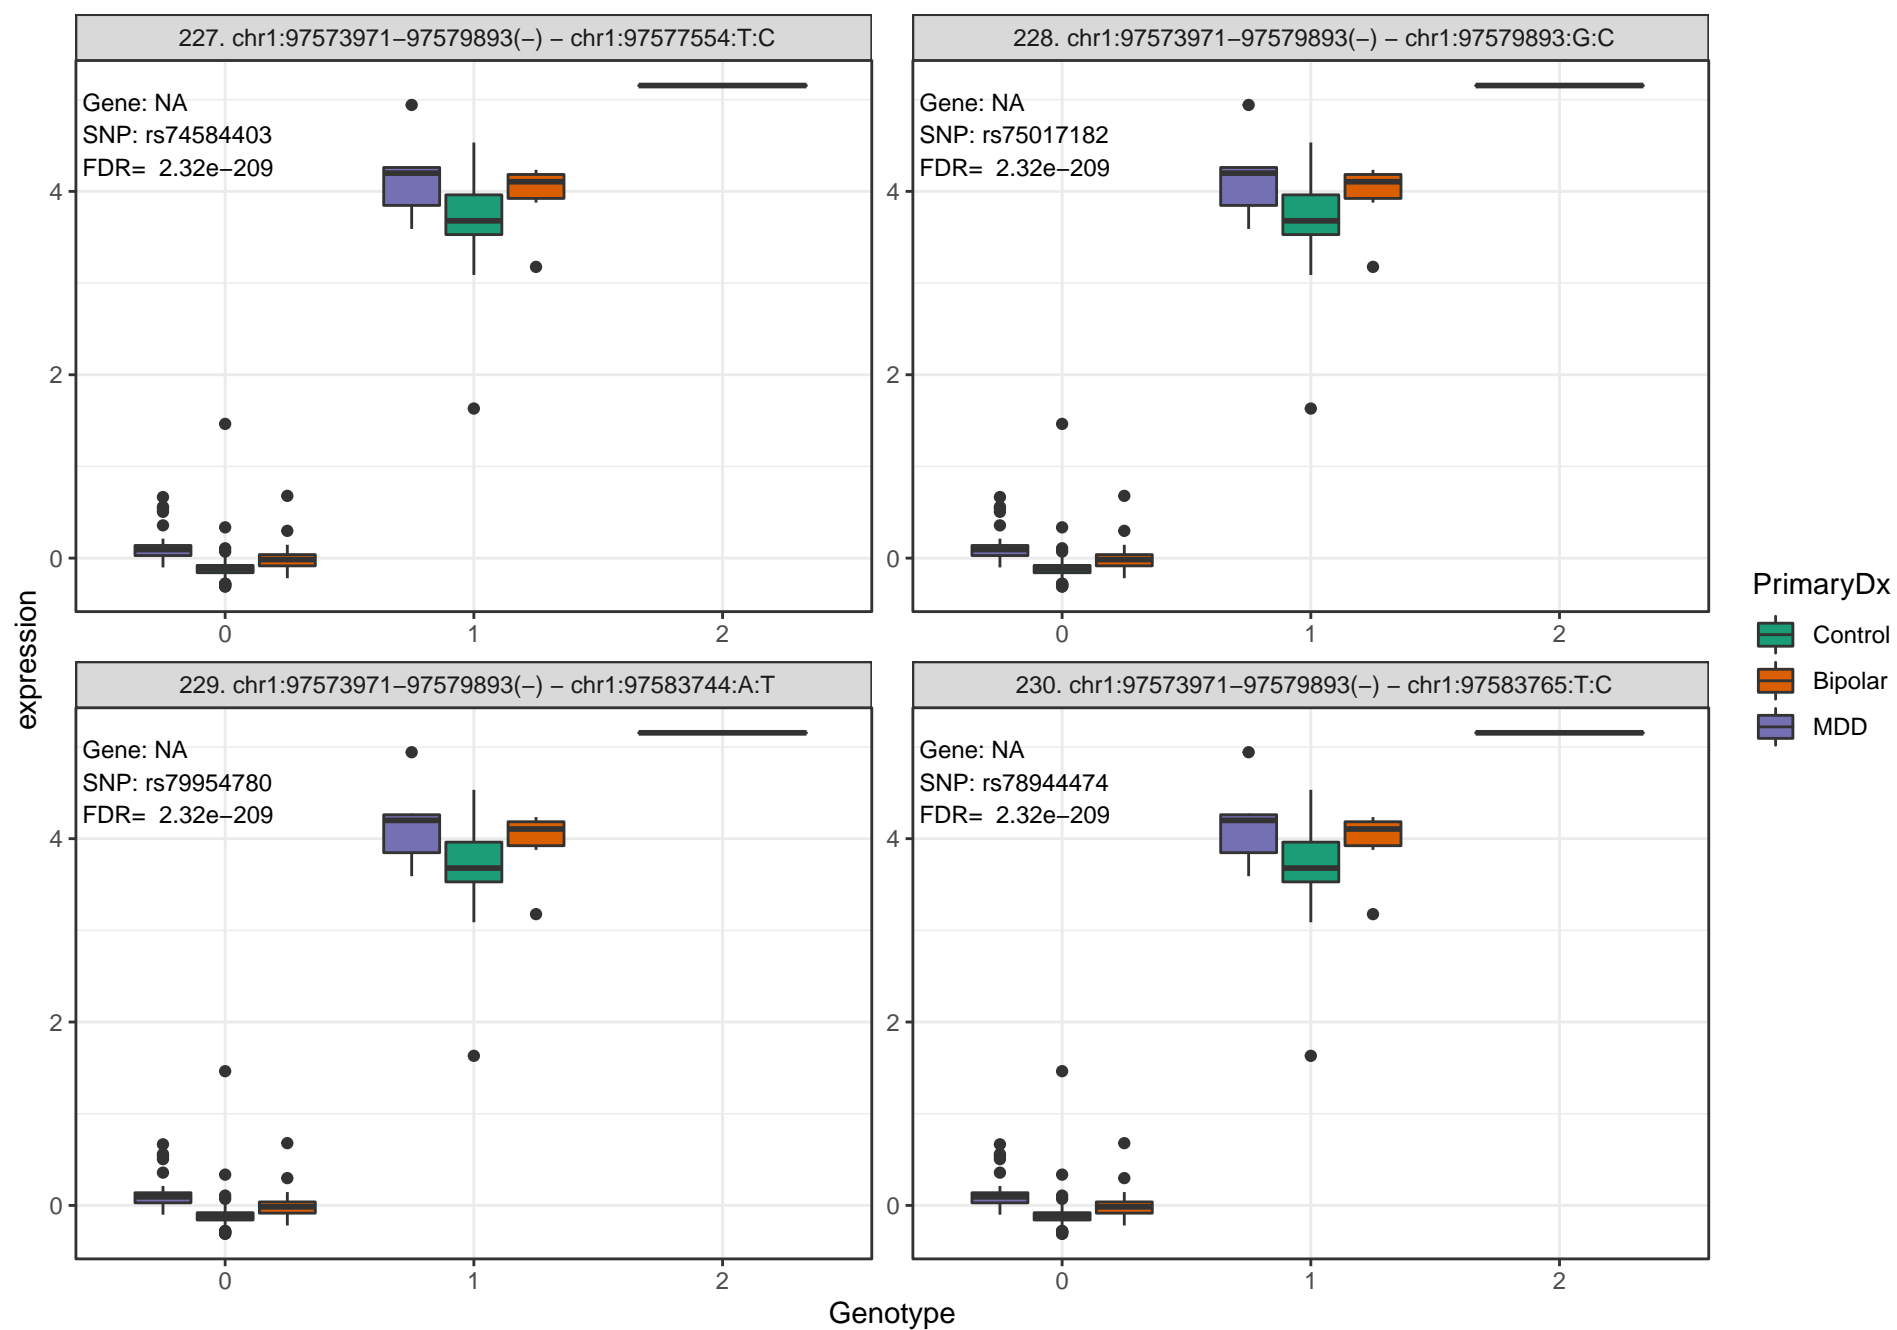 227. chr1:97573971−97579893(−) − chr1:97577554:T:C
228. chr1:97573971−97579893(−) − chr1:97579893:G:C
Gene: NA
SNP: rs74584403
FDR= 2.32e−209
Gene: NA
SNP: rs75017182
FDR= 2.32e−209
4
2
0
4
2
0
0 1 2
0 1 2
229. chr1:97573971−97579893(−) − chr1:97583744:A:T
230. chr1:97573971−97579893(−) − chr1:97583765:T:C
Gene: NA
SNP: rs79954780
FDR= 2.32e−209
Gene: NA
SNP: rs78944474
FDR= 2.32e−209
4
2
0
4
2
0
0 1 2
0 1 2
expression
Genotype
PrimaryDx
Control
Bipolar
MDD